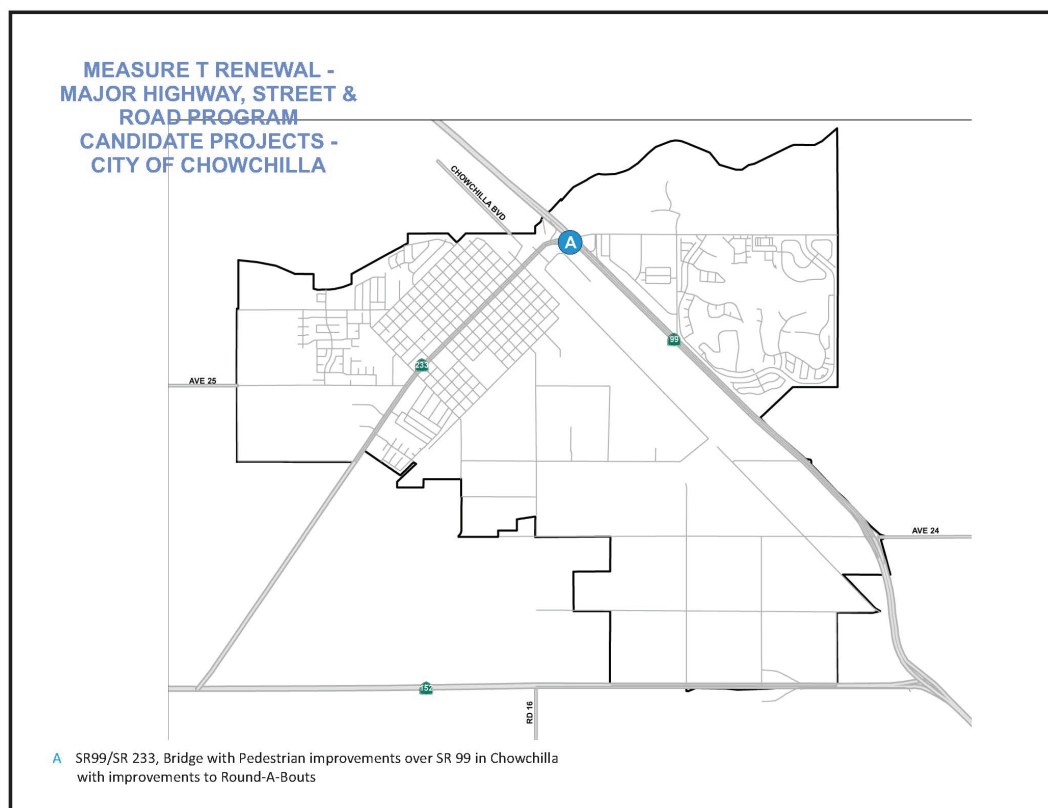 MEASURE T RENEWAL -
MAJOR HIGHWAY, STREET &
ROAD PROGRAM
CANDIDATE PROJECTS -
CITY OF CHOWCHILLA
CHOWCHILLA BVD
A
99
233
AVE 25
AVE 24
152
RD 16
A SR99/SR 233, Bridge with Pedestrian improvements over SR 99 in Chowchilla
with improvements to Round-A-Bouts